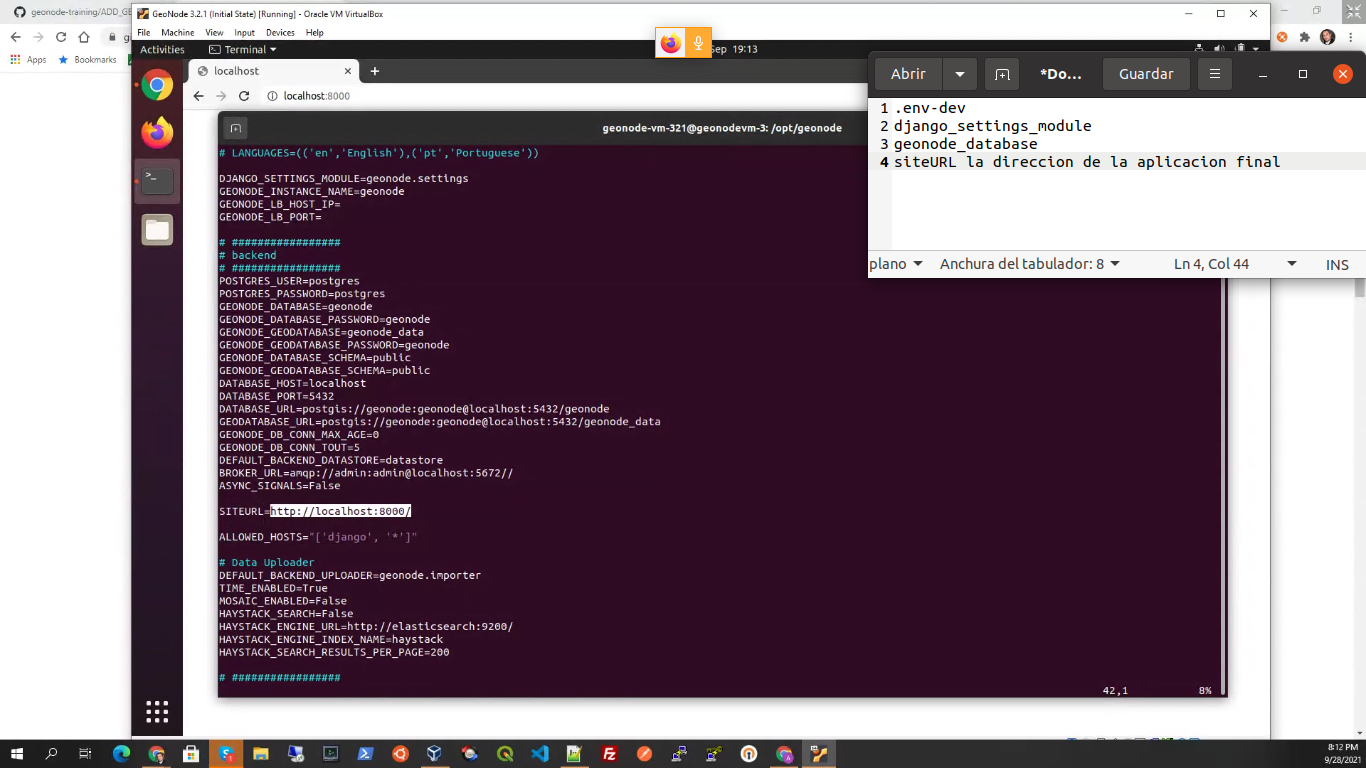 geonode-training/ADD_GE
GeoNode 3.2.1 (Initial State) [Running] - Oracle VM VirtualBox
File Machine View Input Devices Help
Activities Terminal Sep 19:13
Apps Bookmarks
localhost
localhost:8000
geonode-vm-321@geonodevm-3: /opt/geonode
Abrir *Do... Guardar
1 .env-dev
2 django_settings_module
3 geonode_database
4 siteURL la direccion de la aplicacion final
plano Anchura del tabulador: 8 Ln 4, Col 44 INS
# LANGUAGES=(('en','English'),('pt','Portuguese'))
DJANGO_SETTINGS_MODULE=geonode.settings
GEONODE_INSTANCE_NAME=geonode
GEONODE_LB_HOST_IP=
GEONODE_LB_PORT=
# #################
# backend
# #################
POSTGRES_USER=postgres
POSTGRES_PASSWORD=postgres
GEONODE_DATABASE=geonode
GEONODE_DATABASE_PASSWORD=geonode
GEONODE_GEODATABASE=geonode_data
GEONODE_GEODATABASE_PASSWORD=geonode
GEONODE_DATABASE_SCHEMA=public
GEONODE_GEODATABASE_SCHEMA=public
DATABASE_HOST=localhost
DATABASE_PORT=5432
DATABASE_URL=postgis://geonode:geonode@localhost:5432/geonode
GEODATABASE_URL=postgis://geonode:geonode@localhost:5432/geonode_data
GEONODE_DB_CONN_MAX_AGE=0
GEONODE_DB_CONN_TOUT=5
DEFAULT_BACKEND_DATASTORE=datastore
BROKER_URL=amqp://admin:admin@localhost:5672//
ASYNC_SIGNALS=False
SITEURL=http://localhost:8000/
ALLOWED_HOSTS="['django', '*']"
# Data Uploader
DEFAULT_BACKEND_UPLOADER=geonode.importer
TIME_ENABLED=True
MOSAIC_ENABLED=False
HAYSTACK_SEARCH=False
HAYSTACK_ENGINE_URL=http://elasticsearch:9200/
HAYSTACK_ENGINE_INDEX_NAME=haystack
HAYSTACK_SEARCH_RESULTS_PER_PAGE=200
# #################
42,1 8%
8:12 PM
9/28/2021